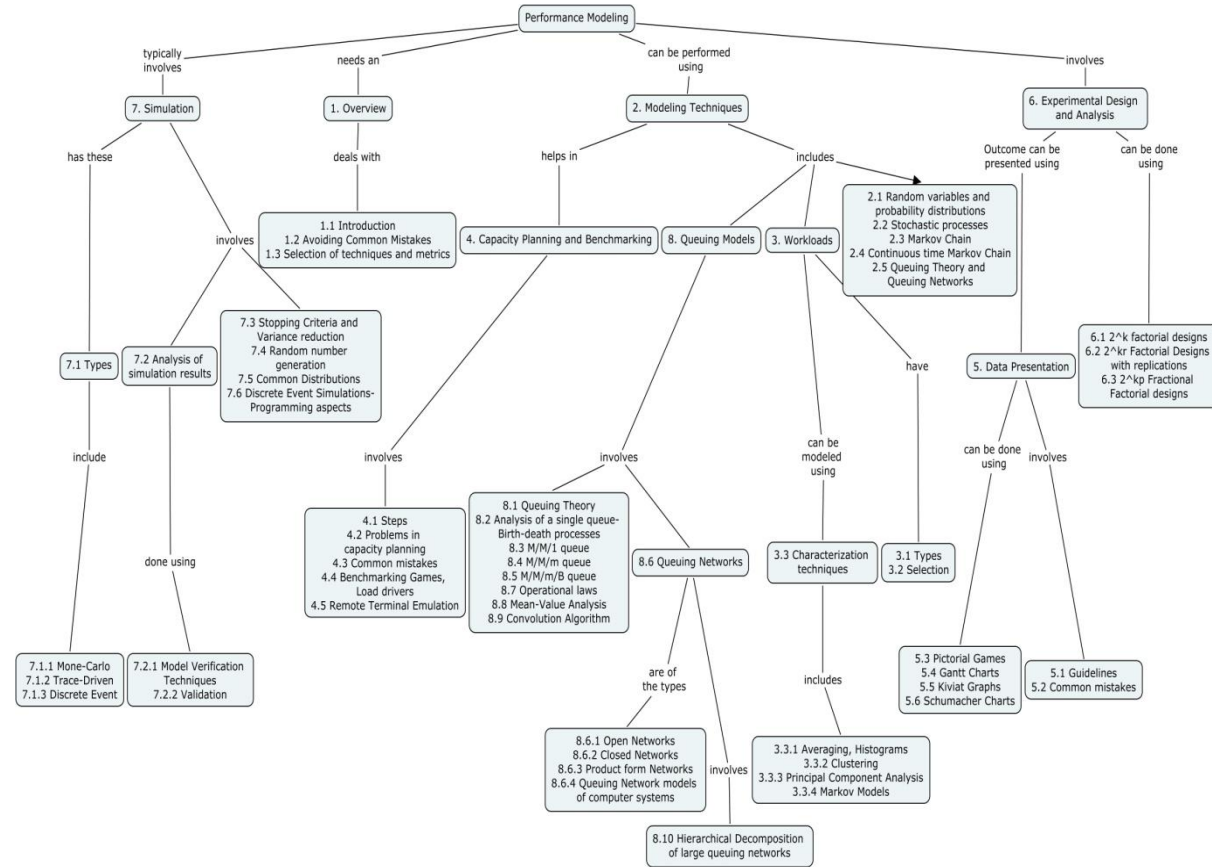 Performance Modeling
typically
involves
needs an
can be performed
using
involves
7. Simulation
1. Overview
2. Modeling Techniques
6. Experimental Design
and Analysis
has these
deals with
helps in
includes
Outcome can be
presented using
can be done
using
involves
1.1 Introduction
1.2 Avoiding Common Mistakes
1.3 Selection of techniques and metrics
4. Capacity Planning and Benchmarking
8. Queuing Models
3. Workloads
2.1 Random variables and
probability distributions
2.2 Stochastic processes
2.3 Markov Chain
2.4 Continuous time Markov Chain
2.5 Queuing Theory and
Queuing Networks
7.1 Types
7.2 Analysis of
simulation results
7.3 Stopping Criteria and
Variance reduction
7.4 Random number
generation
7.5 Common Distributions
7.6 Discrete Event Simulations-
Programming aspects
have
5. Data Presentation
6.1 2^k factorial designs
6.2 2^kr Factorial Designs
with replications
6.3 2^kp Fractional
Factorial designs
include
involves
involves
can be
modeled
using
can be done
using
involves
done using
4.1 Steps
4.2 Problems in
capacity planning
4.3 Common mistakes
4.4 Benchmarking Games,
Load drivers
4.5 Remote Terminal Emulation
8.1 Queuing Theory
8.2 Analysis of a single queue-
Birth-death processes
8.3 M/M/1 queue
8.4 M/M/m queue
8.5 M/M/m/B queue
8.7 Operational laws
8.8 Mean-Value Analysis
8.9 Convolution Algorithm
8.6 Queuing Networks
3.3 Characterization
techniques
3.1 Types
3.2 Selection
7.1.1 Mone-Carlo
7.1.2 Trace-Driven
7.1.3 Discrete Event
7.2.1 Model Verification
Techniques
7.2.2 Validation
are of
the types
includes
5.3 Pictorial Games
5.4 Gantt Charts
5.5 Kiviat Graphs
5.6 Schumacher Charts
5.1 Guidelines
5.2 Common mistakes
8.6.1 Open Networks
8.6.2 Closed Networks
8.6.3 Product form Networks
8.6.4 Queuing Network models
of computer systems
involves
3.3.1 Averaging, Histograms
3.3.2 Clustering
3.3.3 Principal Component Analysis
3.3.4 Markov Models
8.10 Hierarchical Decomposition
of large queuing networks